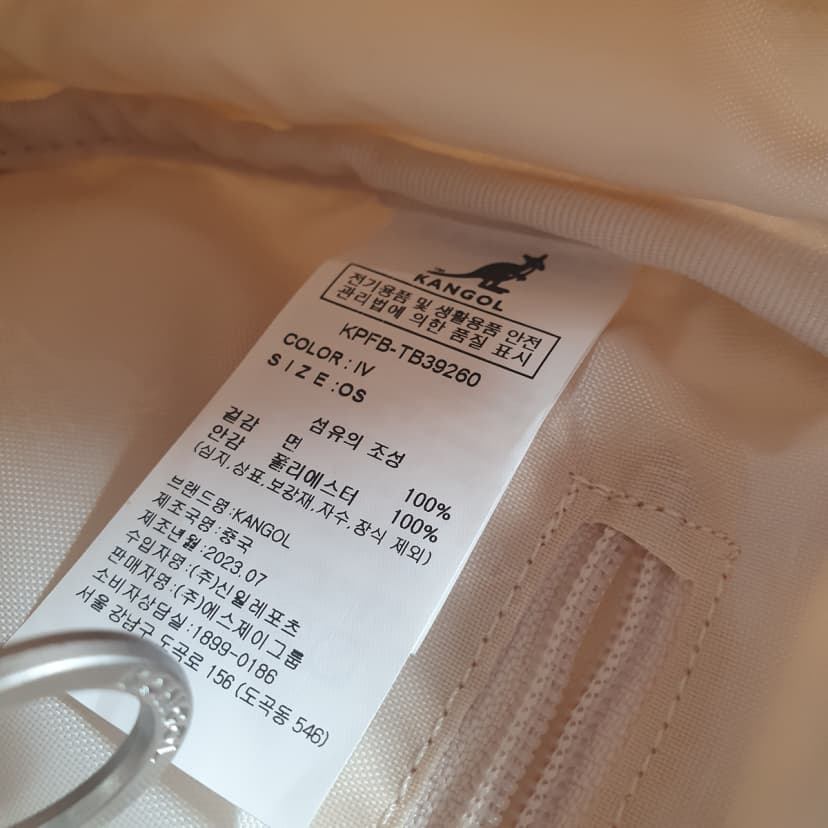 KANGOL
전기용품 및 생활용품 안전
관리법에 의한 품질 표시
KPFB-TB39260
COLOR : IV
SIZE :OS
섬유의 조성
겉감 면 100%
안감 폴리에스터 100%
(심지,상표,보강재,자수,장식 제외)
브랜드명:KANGOL
제조국명:중국
제조년월:2023.07
수입자명:(주)신일레포츠
판매자명:(주)에스제이그룹
소비자상담실:1899-0186
서울 강남구 도곡로 156 (도곡동 546)